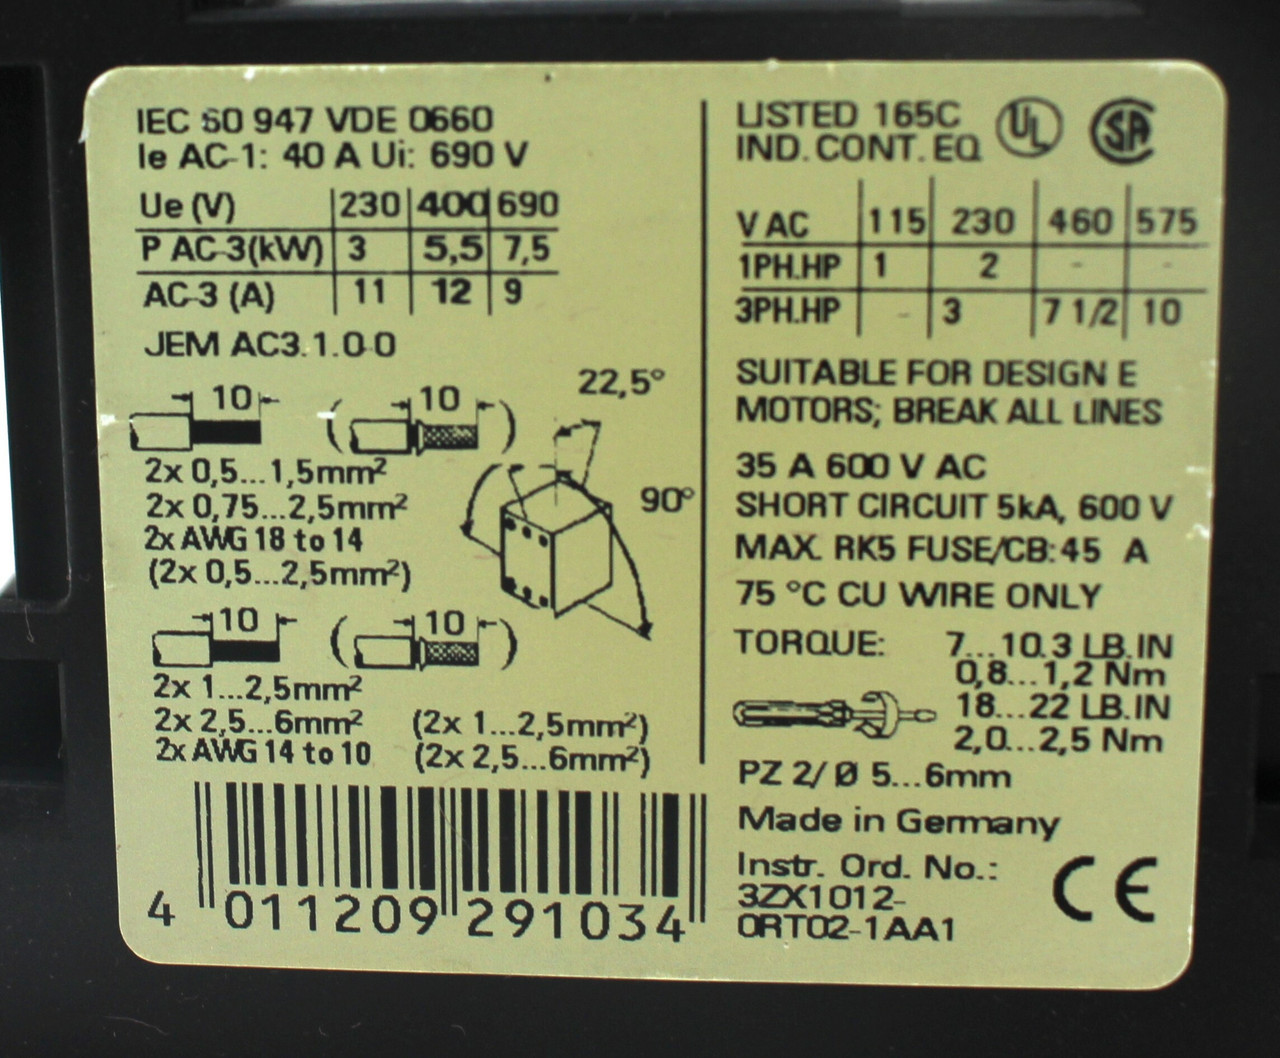 IEC 60 947 VDE 0660
Ie AC-1: 40 A Ui: 690 V
Ue (V) 230 400 690
P AC-3(kW) 3 5,5 7,5
AC-3 (A) 11 12 9
JEM AC3.1.0 0
10 (10)
22,5°
2x 0,5...1,5mm²
2x 0,75...2,5mm²
2x AWG 18 to 14
(2x 0,5...2,5mm²)
90°
10 (10)
2x 1...2,5mm²
2x 2,5...6mm² (2x 1...2,5mm²)
2x AWG 14 to 10 (2x 2,5...6mm²)
4 011209 291034
LISTED 165C UL SA
IND. CONT. EQ
V AC 115 230 460 575
1PH.HP 1 2 - -
3PH.HP - 3 7 1/2 10
SUITABLE FOR DESIGN E
MOTORS; BREAK ALL LINES
35 A 600 V AC
SHORT CIRCUIT 5kA, 600 V
MAX. RK5 FUSE/CB: 45 A
75 °C CU WIRE ONLY
TORQUE: 7...10.3 LB.IN
0,8...1,2 Nm
18...22 LB.IN
2,0...2,5 Nm
PZ 2/ Ø 5...6mm
Made in Germany
Instr. Ord. No.:
3ZX1012-
0RT02-1AA1
CE